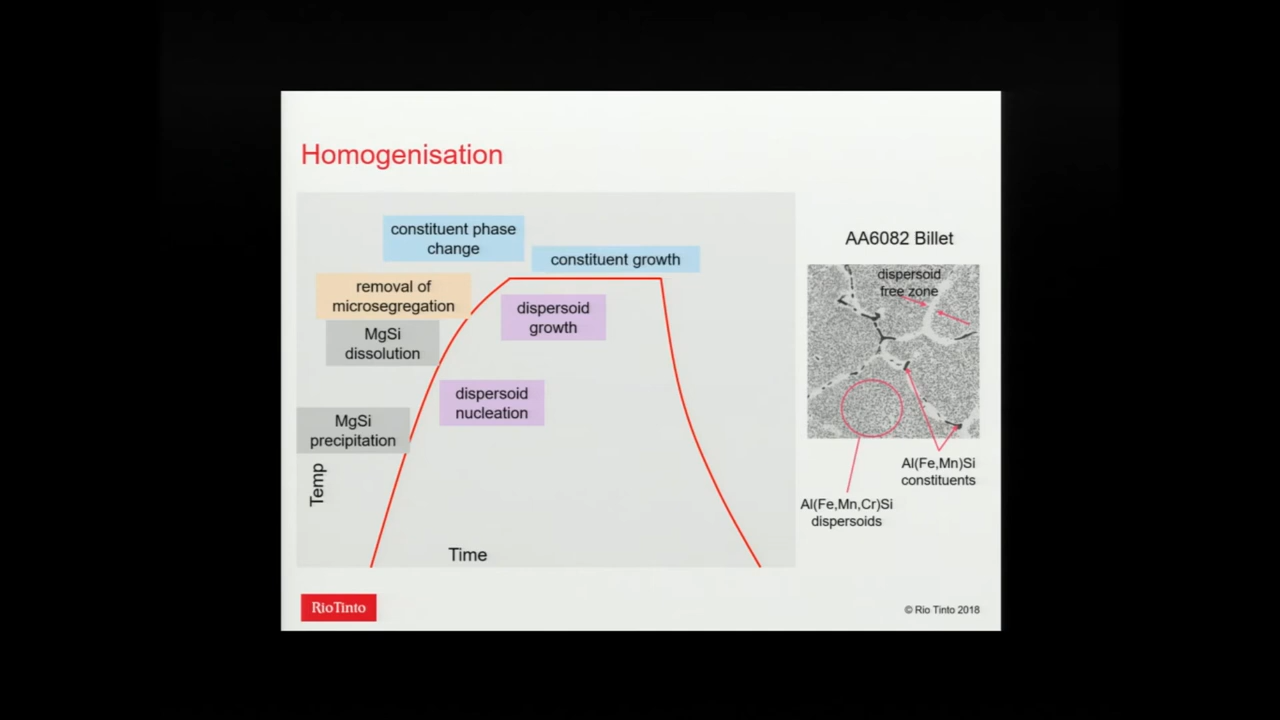 Homogenisation
constituent phase
change
constituent growth
removal of
microsegregation
dispersoid
growth
MgSi
dissolution
dispersoid
nucleation
MgSi
precipitation
Temp
Time
AA6082 Billet
dispersoid
free zone
Al(Fe,Mn)Si
constituents
Al(Fe,Mn,Cr)Si
dispersoids
RioTinto
© Rio Tinto 2018